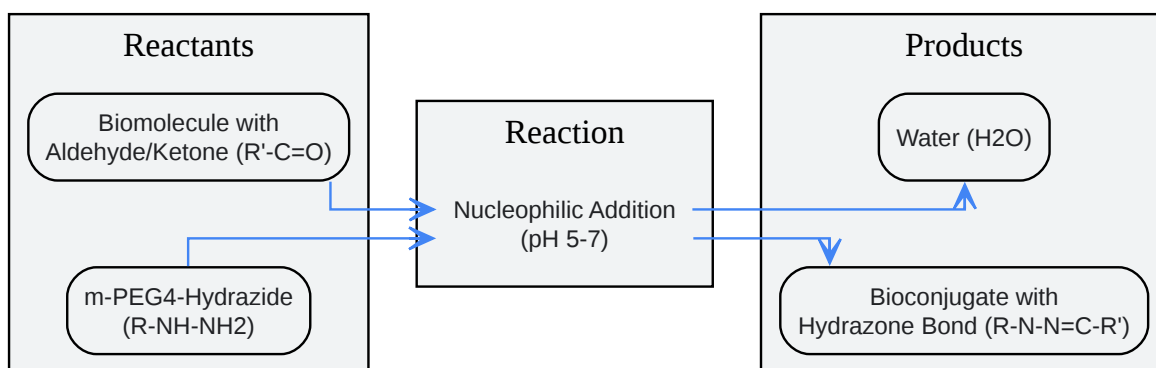 Reactants
Biomolecule with
Aldehyde/Ketone (R'-C=O)
m-PEG4-Hydrazide
(R-NH-NH2)
Reaction
Nucleophilic Addition
(pH 5-7)
Products
Water (H2O)
Bioconjugate with
Hydrazone Bond (R-N-N=C-R')